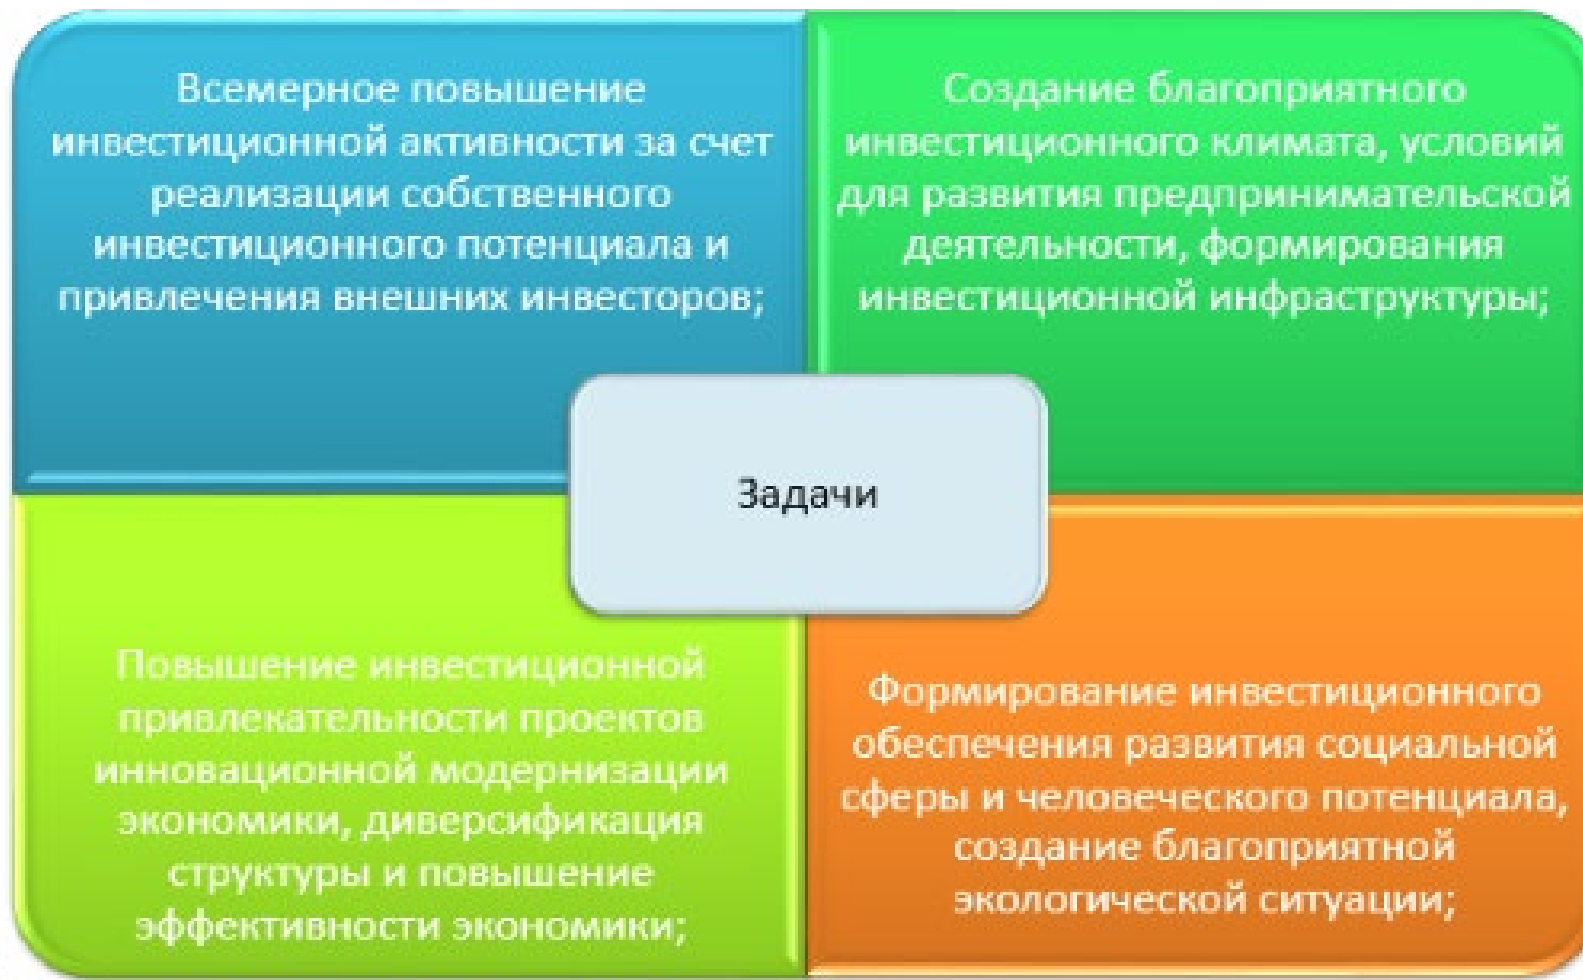 Всемерное повышение
инвестиционной активности за счет
реализации собственного
инвестиционного потенциала и
привлечения внешних инвесторов;
Создание благоприятного
инвестиционного климата, условий
для развития предпринимательской
деятельности, формирования
инвестиционной инфраструктуры;
Задачи
Повышение инвестиционной
привлекательности проектов
инновационной модернизации
экономики, диверсификация
структуры и повышение
эффективности экономики;
Формирование инвестиционного
обеспечения развития социальной
сферы и человеческого потенциала,
создание благоприятной
экологической ситуации;